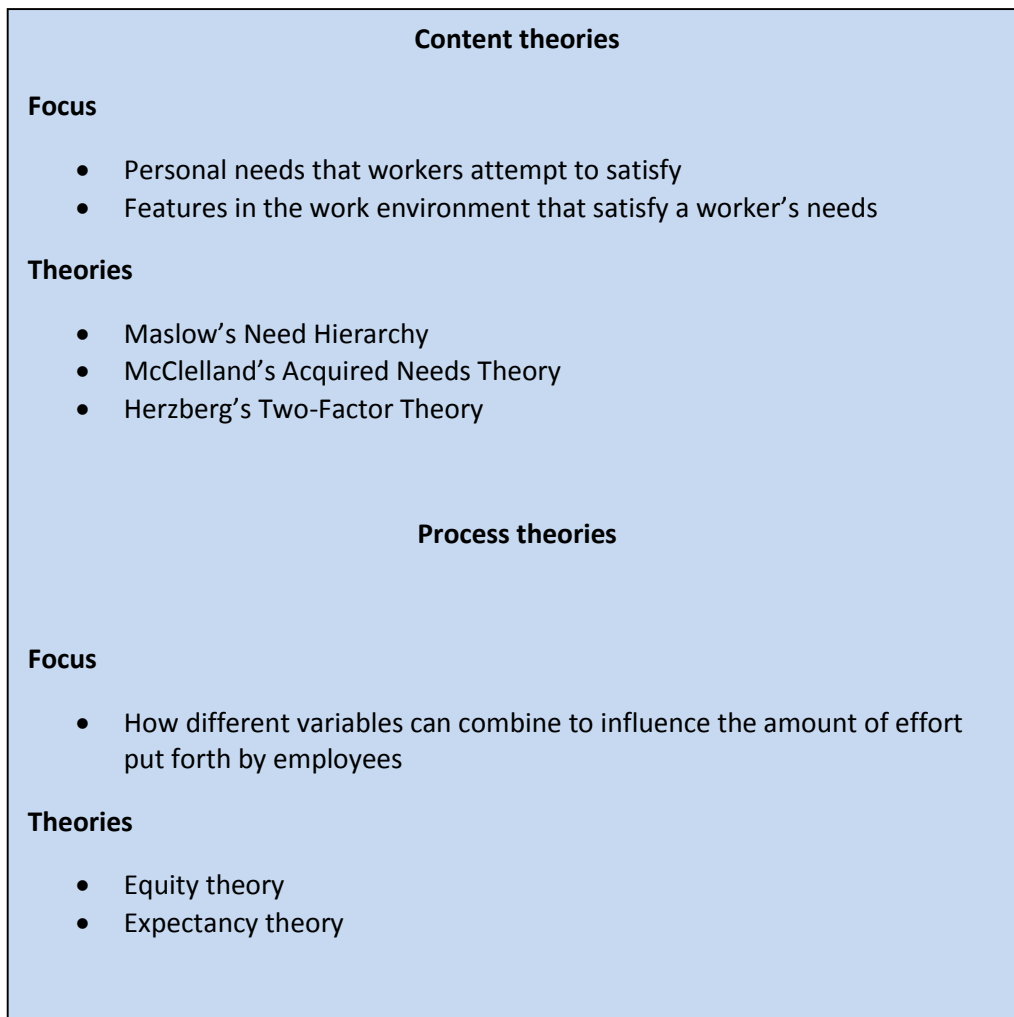 Content theories
Focus
• Personal needs that workers attempt to satisfy
• Features in the work environment that satisfy a worker’s needs
Theories
• Maslow’s Need Hierarchy
• McClelland’s Acquired Needs Theory
• Herzberg’s Two-Factor Theory
Process theories
Focus
• How different variables can combine to influence the amount of effort
put forth by employees
Theories
• Equity theory
• Expectancy theory